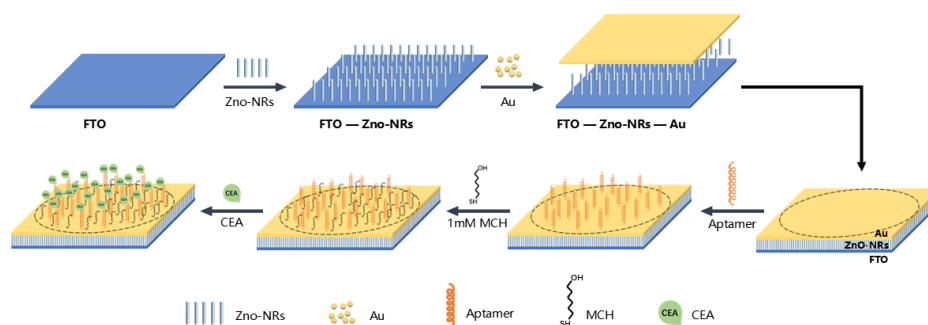 Zno-NRs
FTO
FTO — Zno-NRs
Au
FTO — Zno-NRs — Au
Aptamer
Au
ZnO-NRs
FTO
OH
SH
1mM MCH
CEA
CEA
Zno-NRs
Au
Aptamer
OH
SH
MCH
CEA
CEA